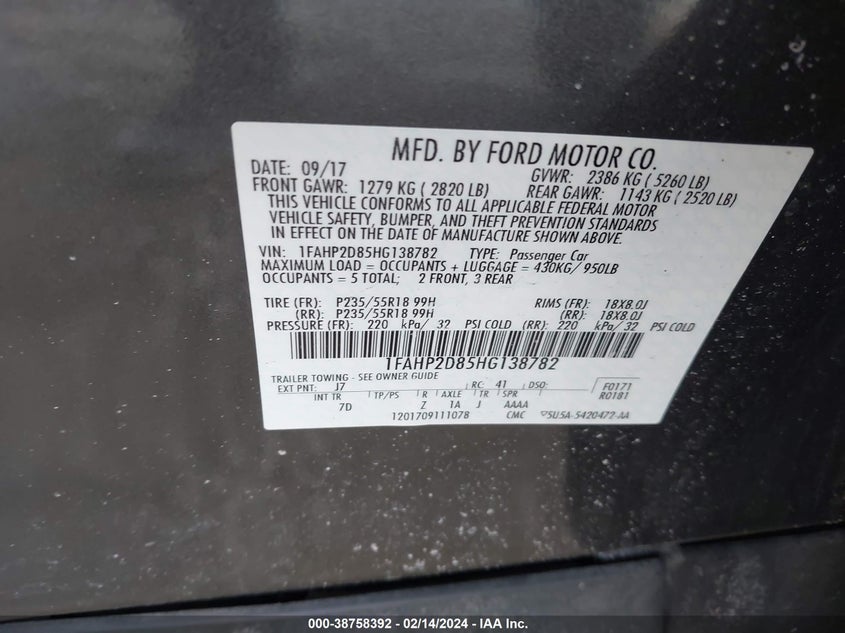 MFD. BY FORD MOTOR CO.
DATE: 09/17 GVWR: 2386 KG ( 5260 LB)
FRONT GAWR: 1279 KG ( 2820 LB) REAR GAWR: 1143 KG ( 2520 LB)
THIS VEHICLE CONFORMS TO ALL APPLICABLE FEDERAL MOTOR
VEHICLE SAFETY, BUMPER, AND THEFT PREVENTION STANDARDS
IN EFFECT ON THE DATE OF MANUFACTURE SHOWN ABOVE.
VIN: 1FAHP2D85HG138782 TYPE: Passenger Car
MAXIMUM LOAD = OCCUPANTS + LUGGAGE = 430KG/ 950LB
OCCUPANTS = 5 TOTAL; 2 FRONT, 3 REAR
TIRE (FR): P235/55R18 99H RIMS (FR): 18X8.0J
(RR): P235/55R18 99H (RR): 18X8.0J
PRESSURE (FR): 220 kPa/ 32 PSI COLD (RR): 220 kPa/ 32 PSI COLD
1FAHP2D85HG138782
TRAILER TOWING - SEE OWNER GUIDE
EXT PNT: J7 RC: 41 DSO: F0171
INT TR TP/PS R AXLE TR SPR R0181
7D Z 1A J AAAA
1201709111078 CMC 5U5A-5420472-AA
000-38758392 - 02/14/2024 - IAA Inc.